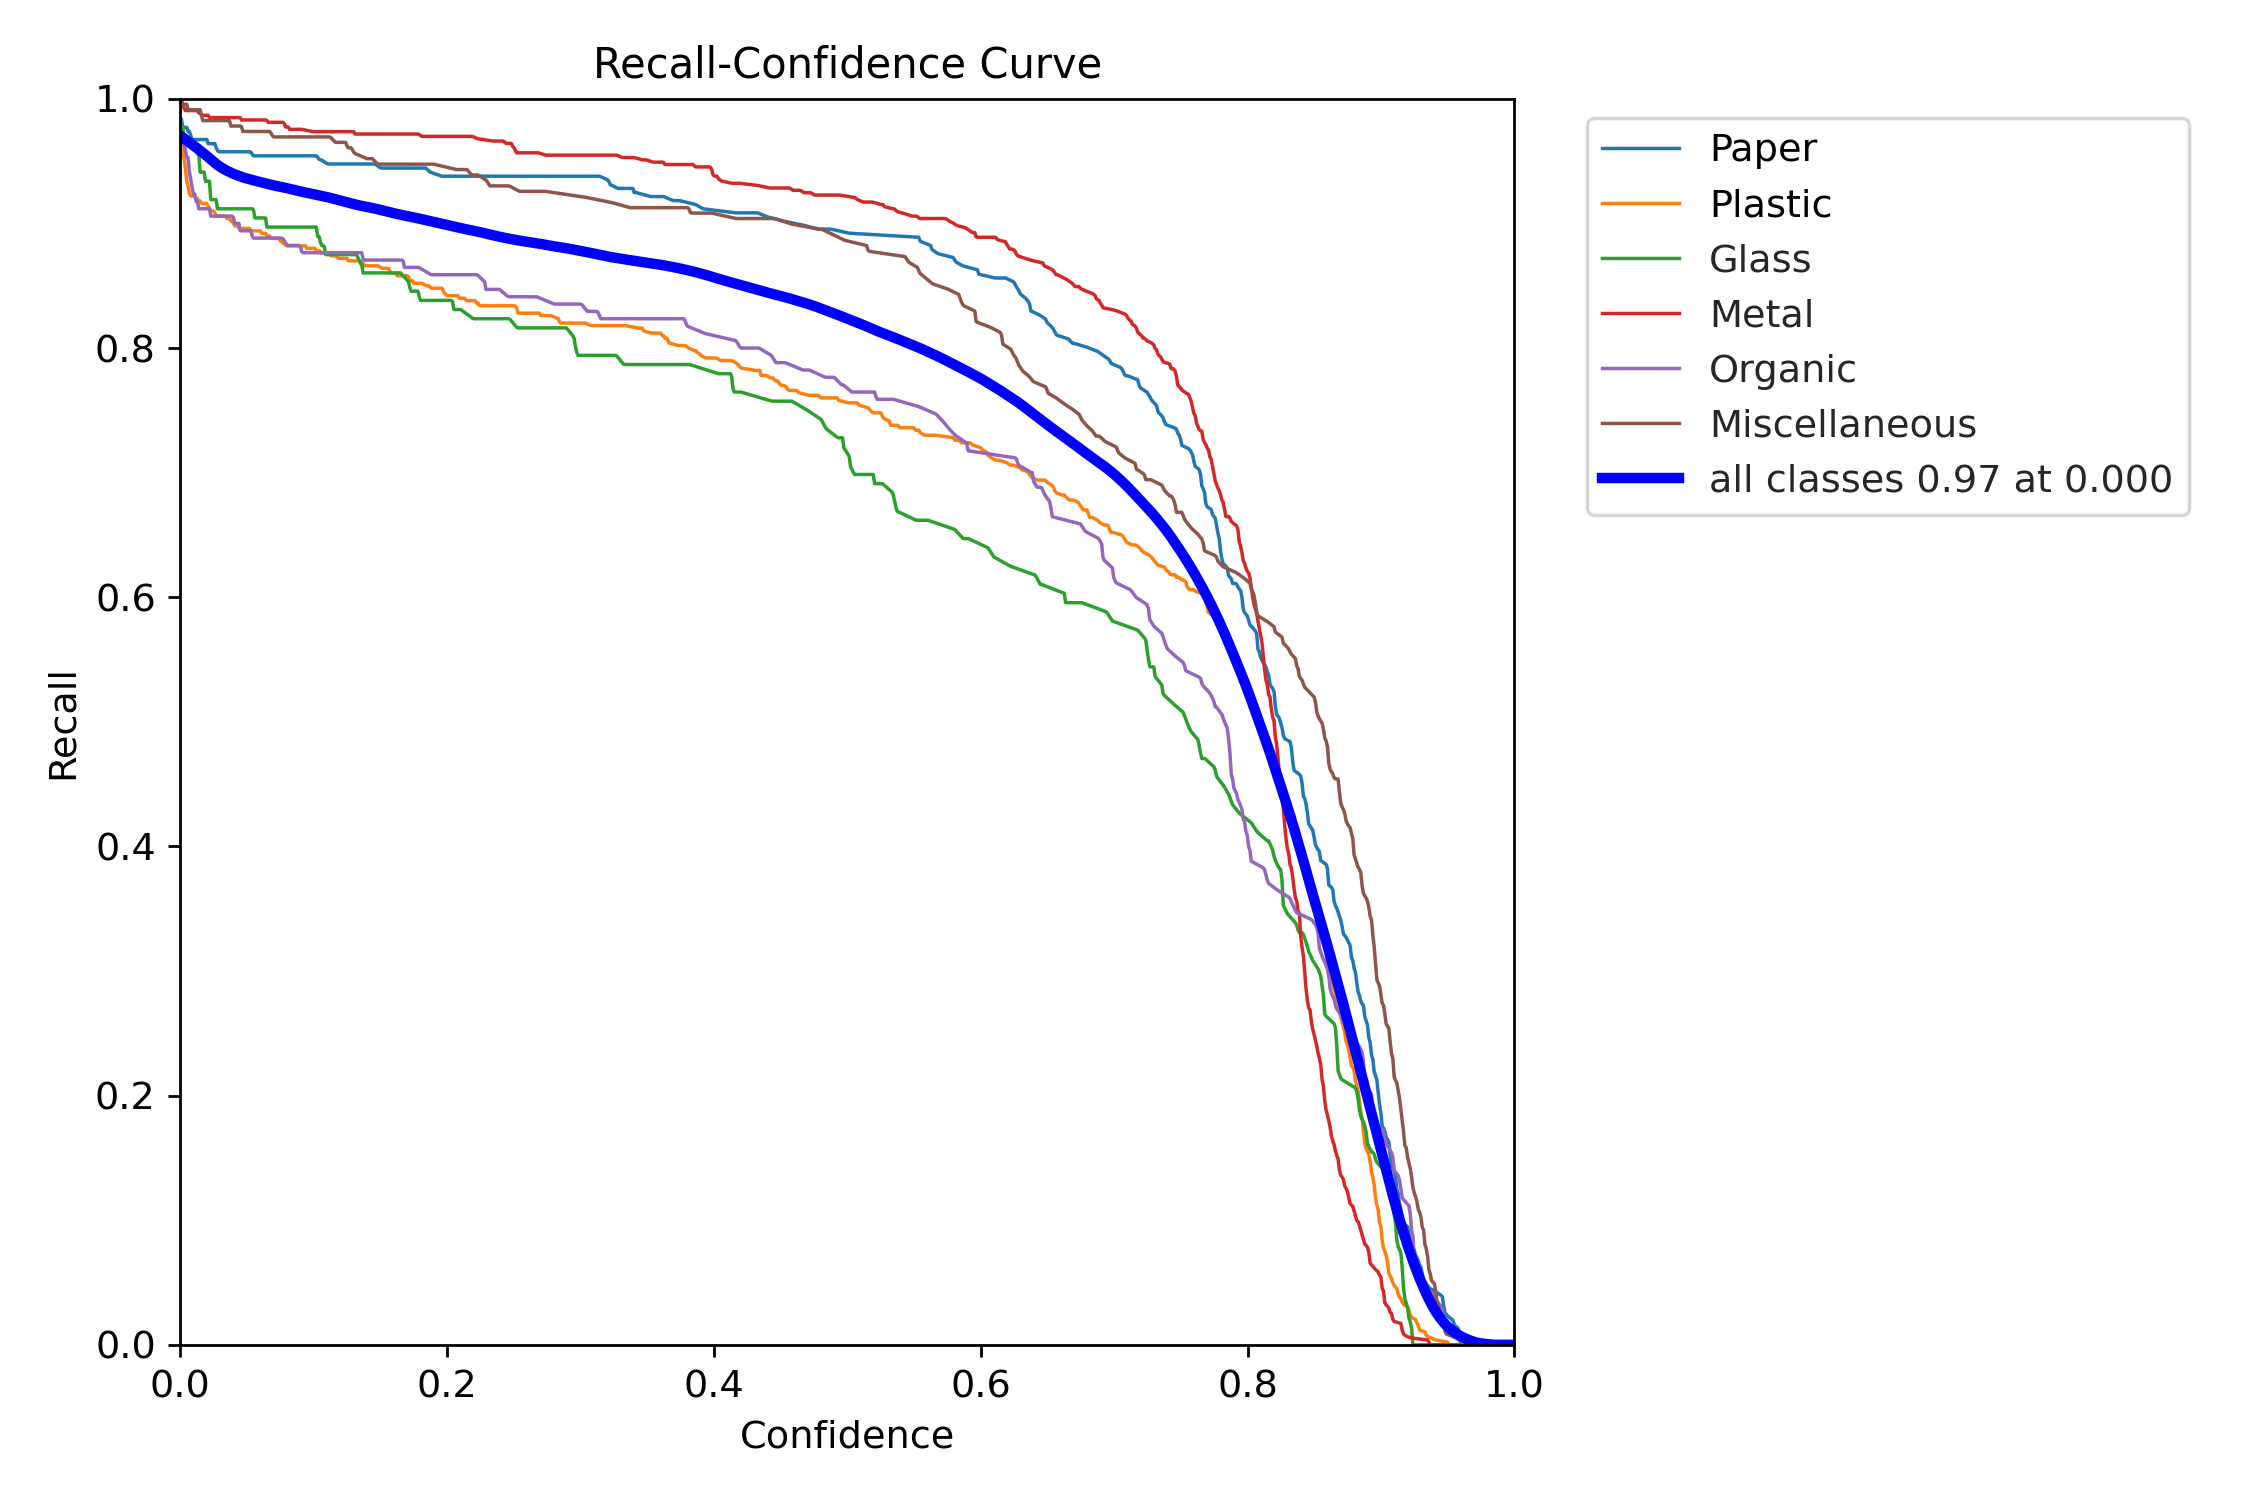 Recall-Confidence Curve
1.0
0.8
0.6
0.4
0.2
0.0
Recall
0.0 0.2 0.4 0.6 0.8 1.0
Confidence
Paper
Plastic
Glass
Metal
Organic
Miscellaneous
all classes 0.97 at 0.000